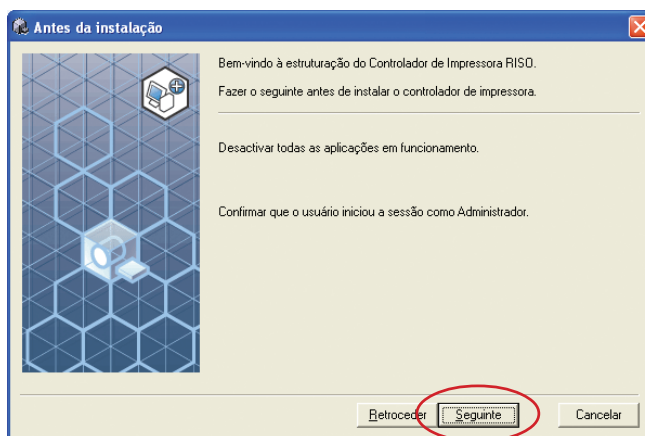 Antes da instalação
Bem-vindo à estruturação do Controlador de Impressora RISO.
Fazer o seguinte antes de instalar o controlador de impressora.
Desactivar todas as aplicações em funcionamento.
Confirmar que o usuário iniciou a sessão como Administrador.
Retroceder Seguinte Cancelar